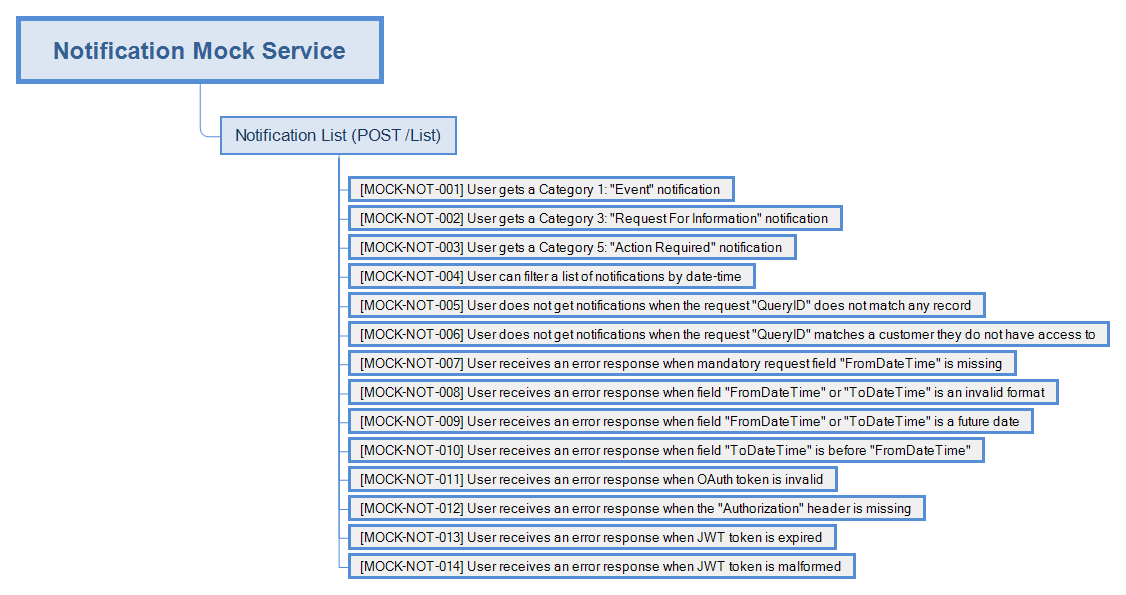 Notification Mock Service
Notification List (POST /List)
[MOCK-NOT-001] User gets a Category 1: "Event" notification
[MOCK-NOT-002] User gets a Category 3: "Request For Information" notification
[MOCK-NOT-003] User gets a Category 5: "Action Required" notification
[MOCK-NOT-004] User can filter a list of notifications by date-time
[MOCK-NOT-005] User does not get notifications when the request "QueryID" does not match any record
[MOCK-NOT-006] User does not get notifications when the request "QueryID" matches a customer they do not have access to
[MOCK-NOT-007] User receives an error response when mandatory request field "FromDateTime" is missing
[MOCK-NOT-008] User receives an error response when field "FromDateTime" or "ToDateTime" is an invalid format
[MOCK-NOT-009] User receives an error response when field "FromDateTime" or "ToDateTime" is a future date
[MOCK-NOT-010] User receives an error response when field "ToDateTime" is before "FromDateTime"
[MOCK-NOT-011] User receives an error response when OAuth token is invalid
[MOCK-NOT-012] User receives an error response when the "Authorization" header is missing
[MOCK-NOT-013] User receives an error response when JWT token is expired
[MOCK-NOT-014] User receives an error response when JWT token is malformed